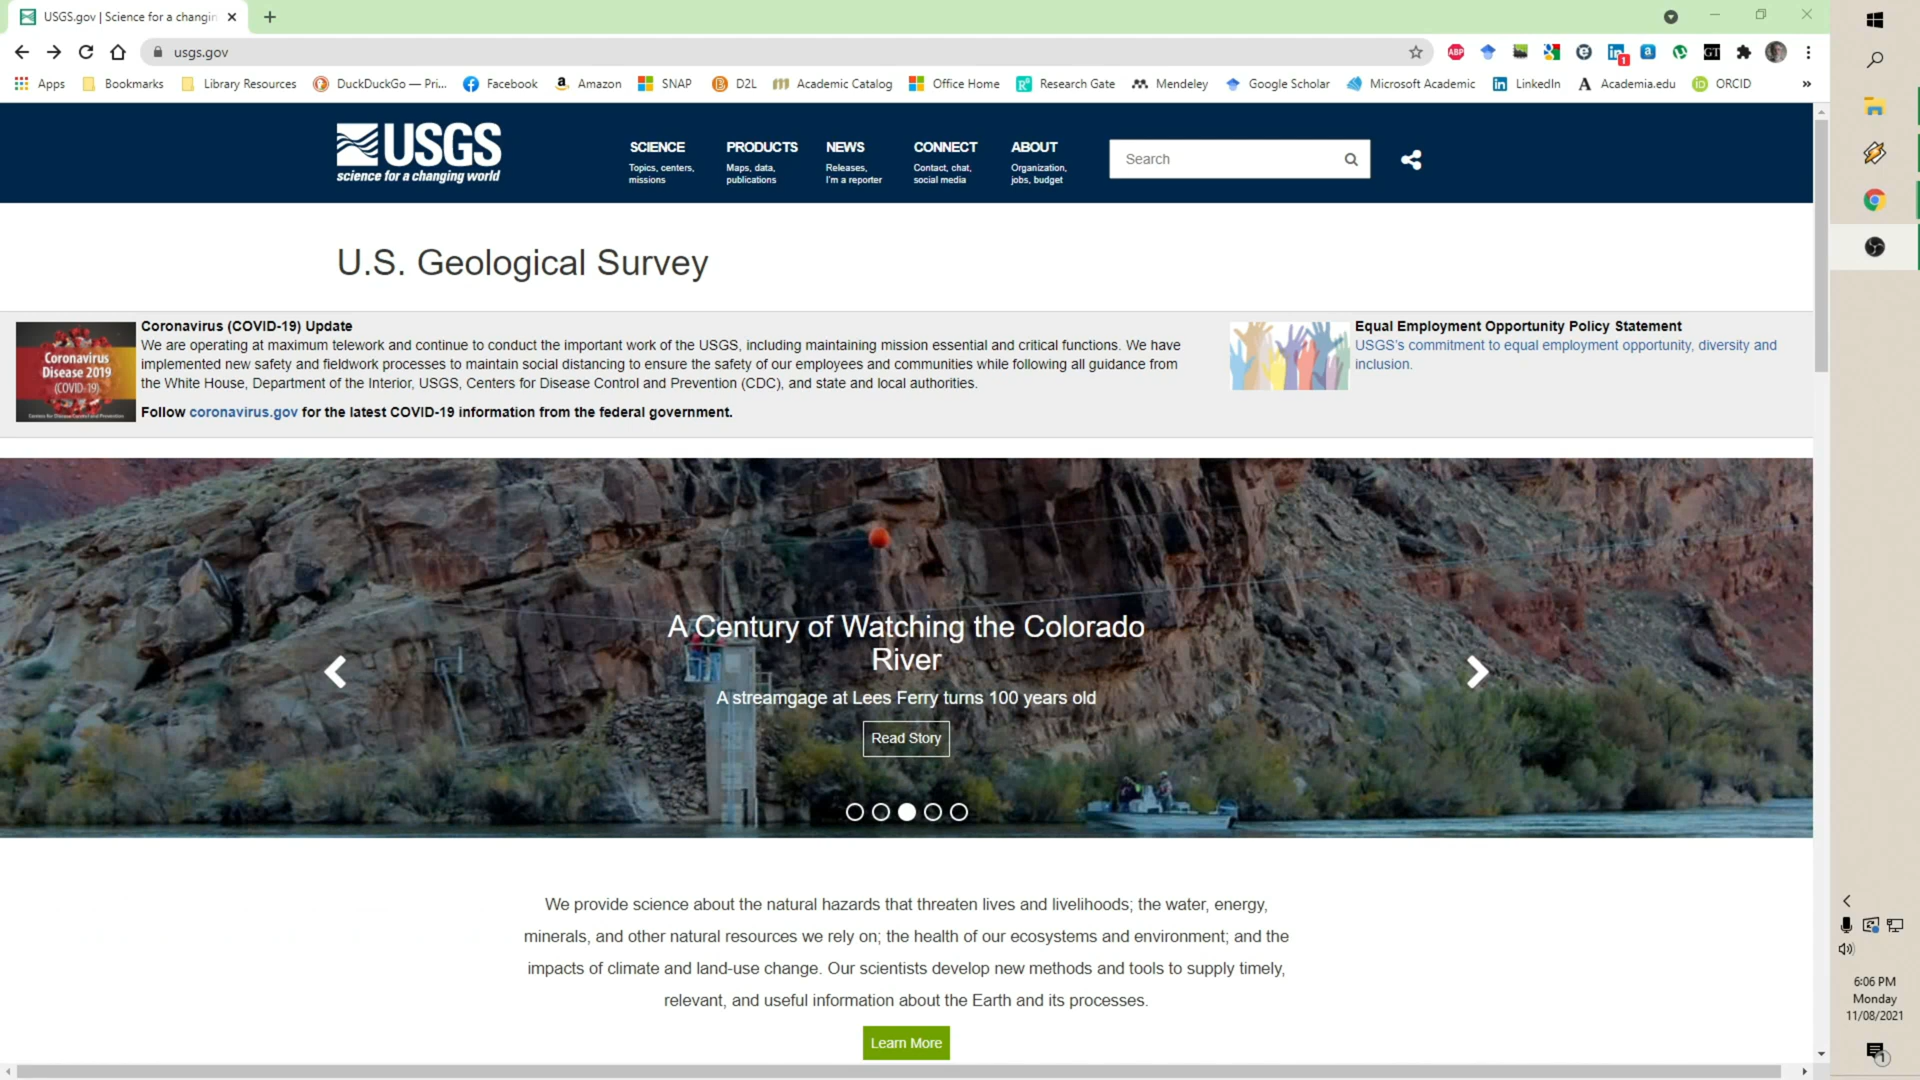 USGS.gov | Science for a changin
usgs.gov
Apps Bookmarks Library Resources DuckDuckGo — Pri... Facebook Amazon SNAP D2L Academic Catalog Office Home Research Gate Mendeley Google Scholar Microsoft Academic LinkedIn Academia.edu ORCID »
USGS
science for a changing world
SCIENCE
Topics, centers,
missions
PRODUCTS
Maps, data,
publications
NEWS
Releases,
I'm a reporter
CONNECT
Contact, chat,
social media
ABOUT
Organization,
jobs, budget
Search
U.S. Geological Survey
Coronavirus
Disease 2019
(COVID-19)
Coronavirus (COVID-19) Update
We are operating at maximum telework and continue to conduct the important work of the USGS, including maintaining mission essential and critical functions. We have
implemented new safety and fieldwork processes to maintain social distancing to ensure the safety of our employees and communities while following all guidance from
the White House, Department of the Interior, USGS, Centers for Disease Control and Prevention (CDC), and state and local authorities.
Follow coronavirus.gov for the latest COVID-19 information from the federal government.
Equal Employment Opportunity Policy Statement
USGS's commitment to equal employment opportunity, diversity and
inclusion.
A Century of Watching the Colorado
River
A streamgage at Lees Ferry turns 100 years old
Read Story
We provide science about the natural hazards that threaten lives and livelihoods; the water, energy,
minerals, and other natural resources we rely on; the health of our ecosystems and environment; and the
impacts of climate and land-use change. Our scientists develop new methods and tools to supply timely,
relevant, and useful information about the Earth and its processes.
Learn More
6:06 PM
Monday
11/08/2021
1